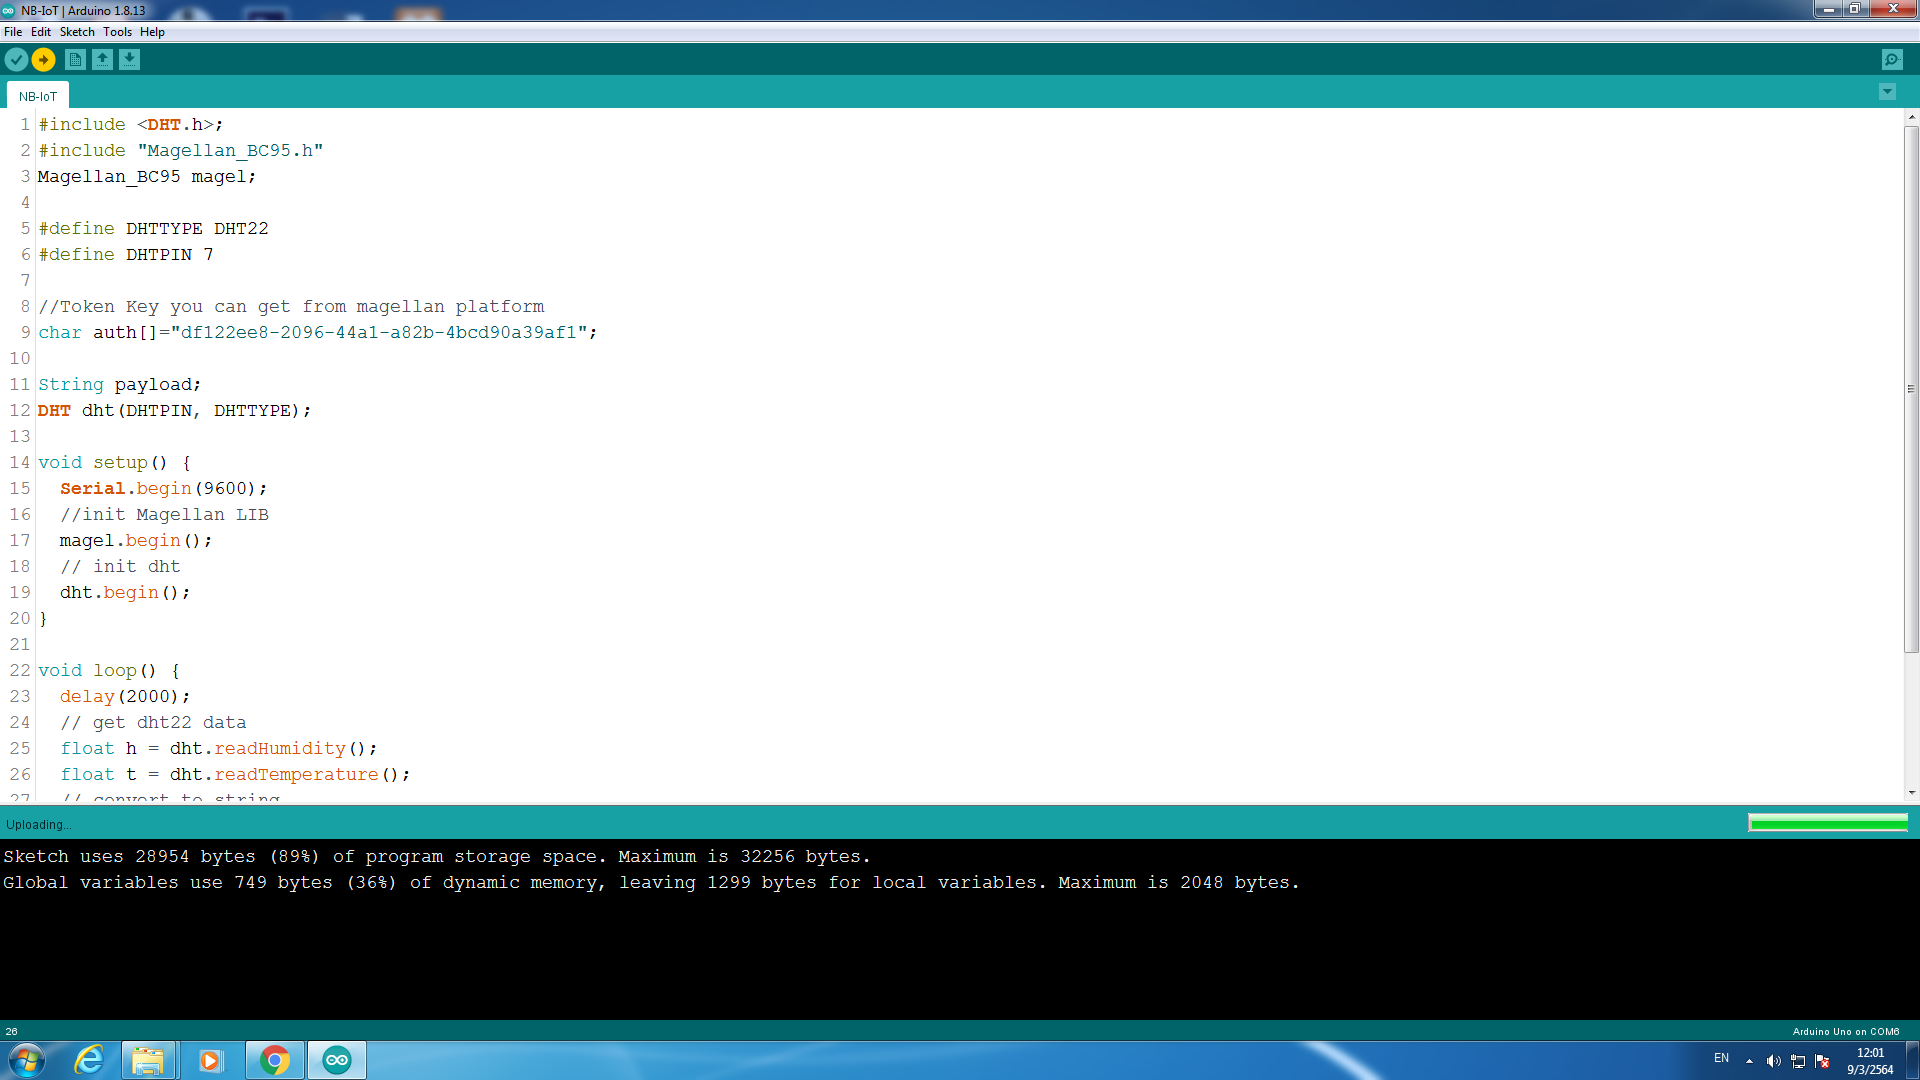 NB-IoT | Arduino 1.8.13
File Edit Sketch Tools Help
NB-IoT
1 #include <DHT.h>;
2 #include "Magellan_BC95.h"
3 Magellan_BC95 magel;
4
5 #define DHTTYPE DHT22
6 #define DHTPIN 7
7
8 //Token Key you can get from magellan platform
9 char auth[]="df122ee8-2096-44a1-a82b-4bcd90a39af1";
10
11 String payload;
12 DHT dht(DHTPIN, DHTTYPE);
13
14 void setup() {
15 Serial.begin(9600);
16 //init Magellan LIB
17 magel.begin();
18 // init dht
19 dht.begin();
20 }
21
22 void loop() {
23 delay(2000);
24 // get dht22 data
25 float h = dht.readHumidity();
26 float t = dht.readTemperature();
27 // convert to string
Uploading...
Sketch uses 28954 bytes (89%) of program storage space. Maximum is 32256 bytes.
Global variables use 749 bytes (36%) of dynamic memory, leaving 1299 bytes for local variables. Maximum is 2048 bytes.
26
Arduino Uno on COM6
EN
12:01
9/3/2564